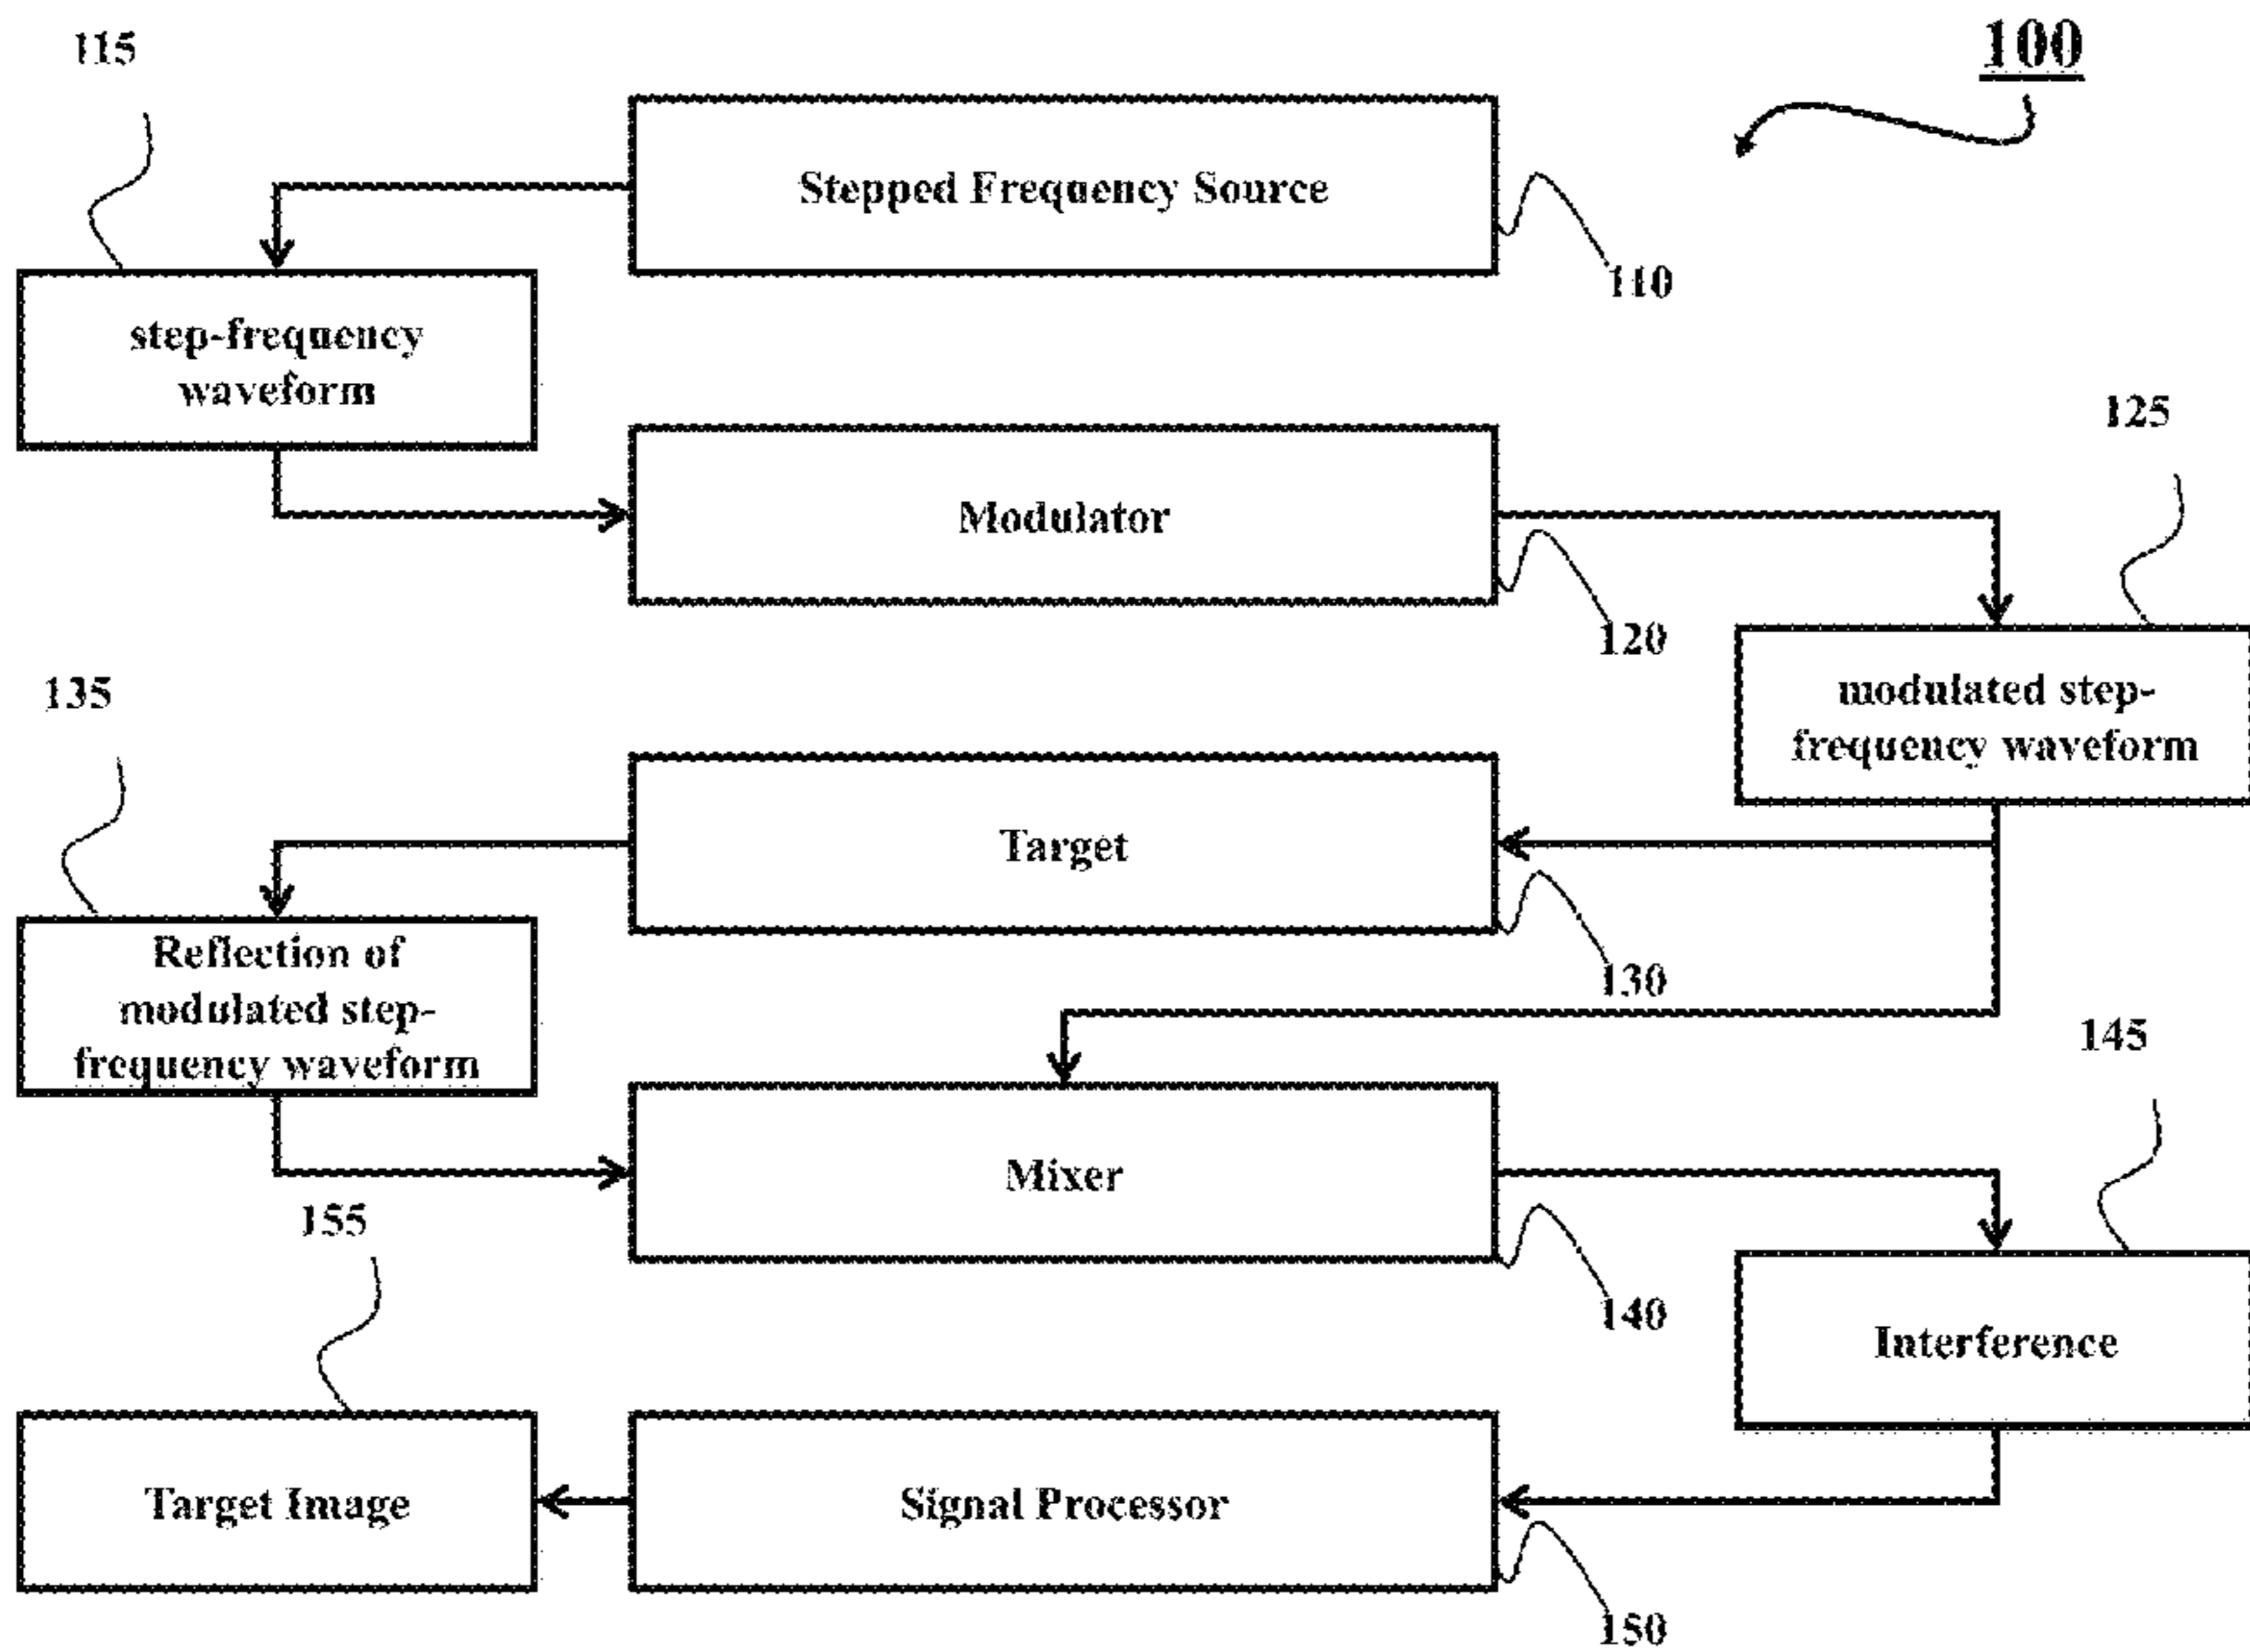 115
100
Stepped Frequency Source
110
step-frequency
waveform
125
Modulator
120
135
modulated step-
frequency waveform
Target
130
Reflection of
modulated step-
frequency waveform
145
Mixer
155
140
Interference
Target Image
Signal Processor
150